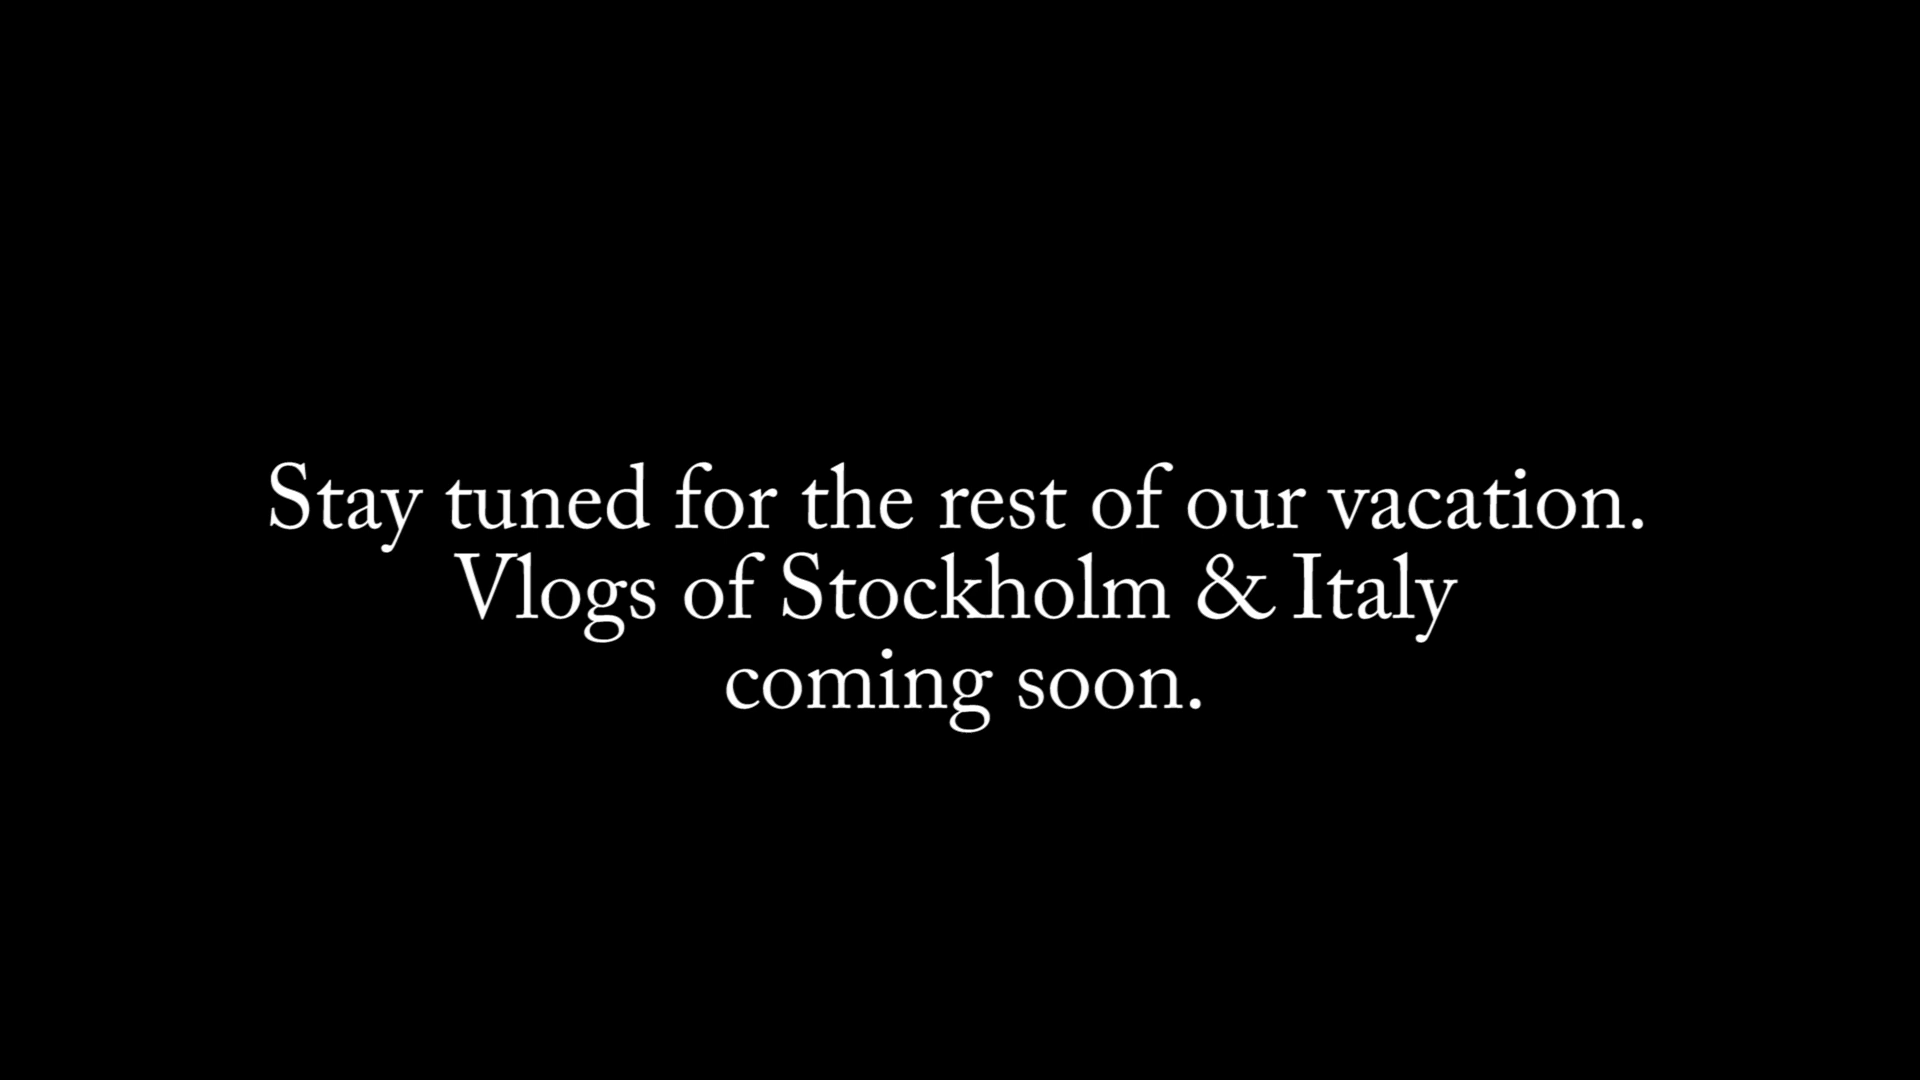 Stay tuned for the rest of our vacation.
Vlogs of Stockholm & Italy
coming soon.